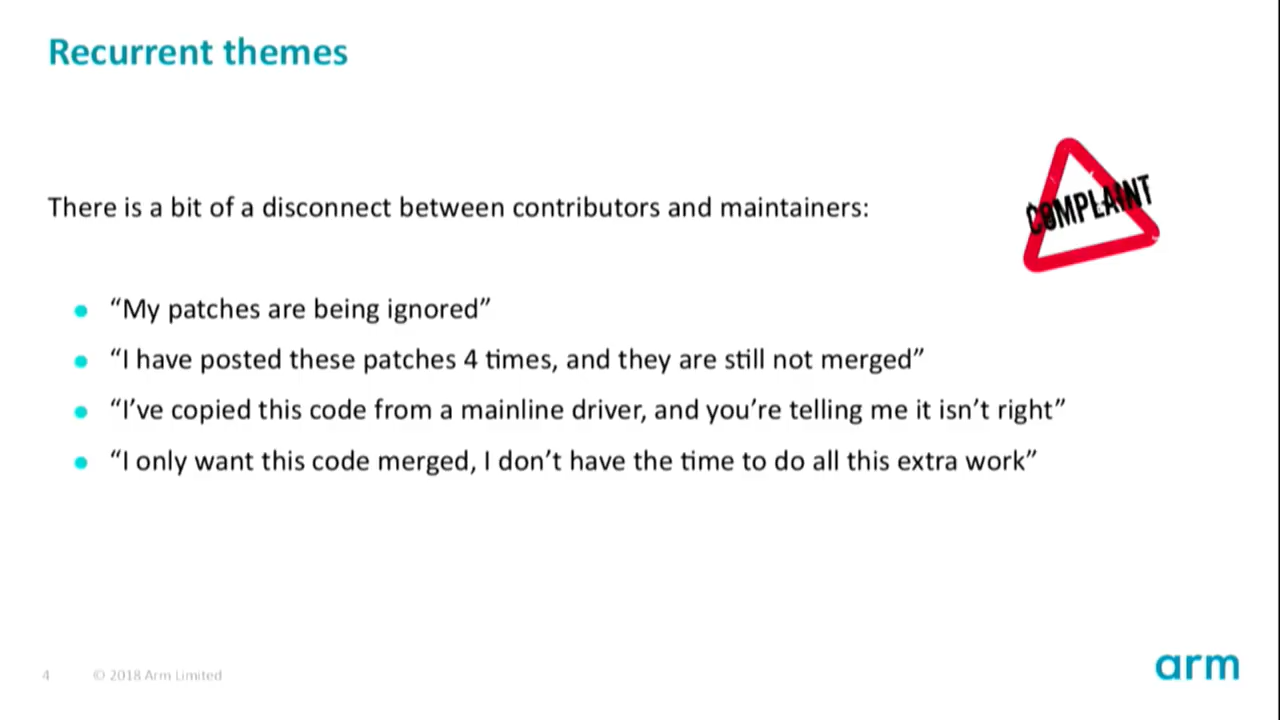 Recurrent themes
COMPLAINT
There is a bit of a disconnect between contributors and maintainers:
● “My patches are being ignored”
● “I have posted these patches 4 times, and they are still not merged”
● “I’ve copied this code from a mainline driver, and you’re telling me it isn’t right”
● “I only want this code merged, I don’t have the time to do all this extra work”
4 © 2018 Arm Limited
arm